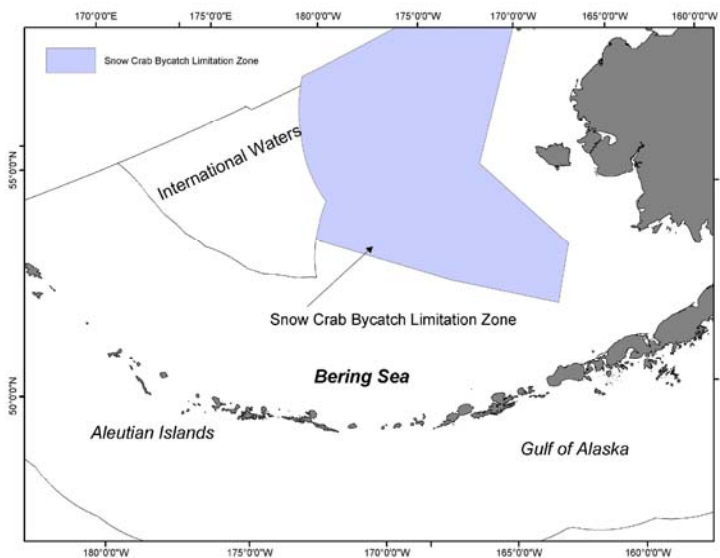 170°0'0"E
175°0'0"E
180°0'0"
175°0'0"W
170°0'0"W
165°0'0"W
160°0'0"W
Snow Crab Bycatch Limitation Zone
International Waters
55°0'0"N
Snow Crab Bycatch Limitation Zone
Bering Sea
50°0'0"N
Aleutian Islands
Gulf of Alaska
180°0'0"
175°0'0"W
170°0'0"W
165°0'0"W
160°0'0"W